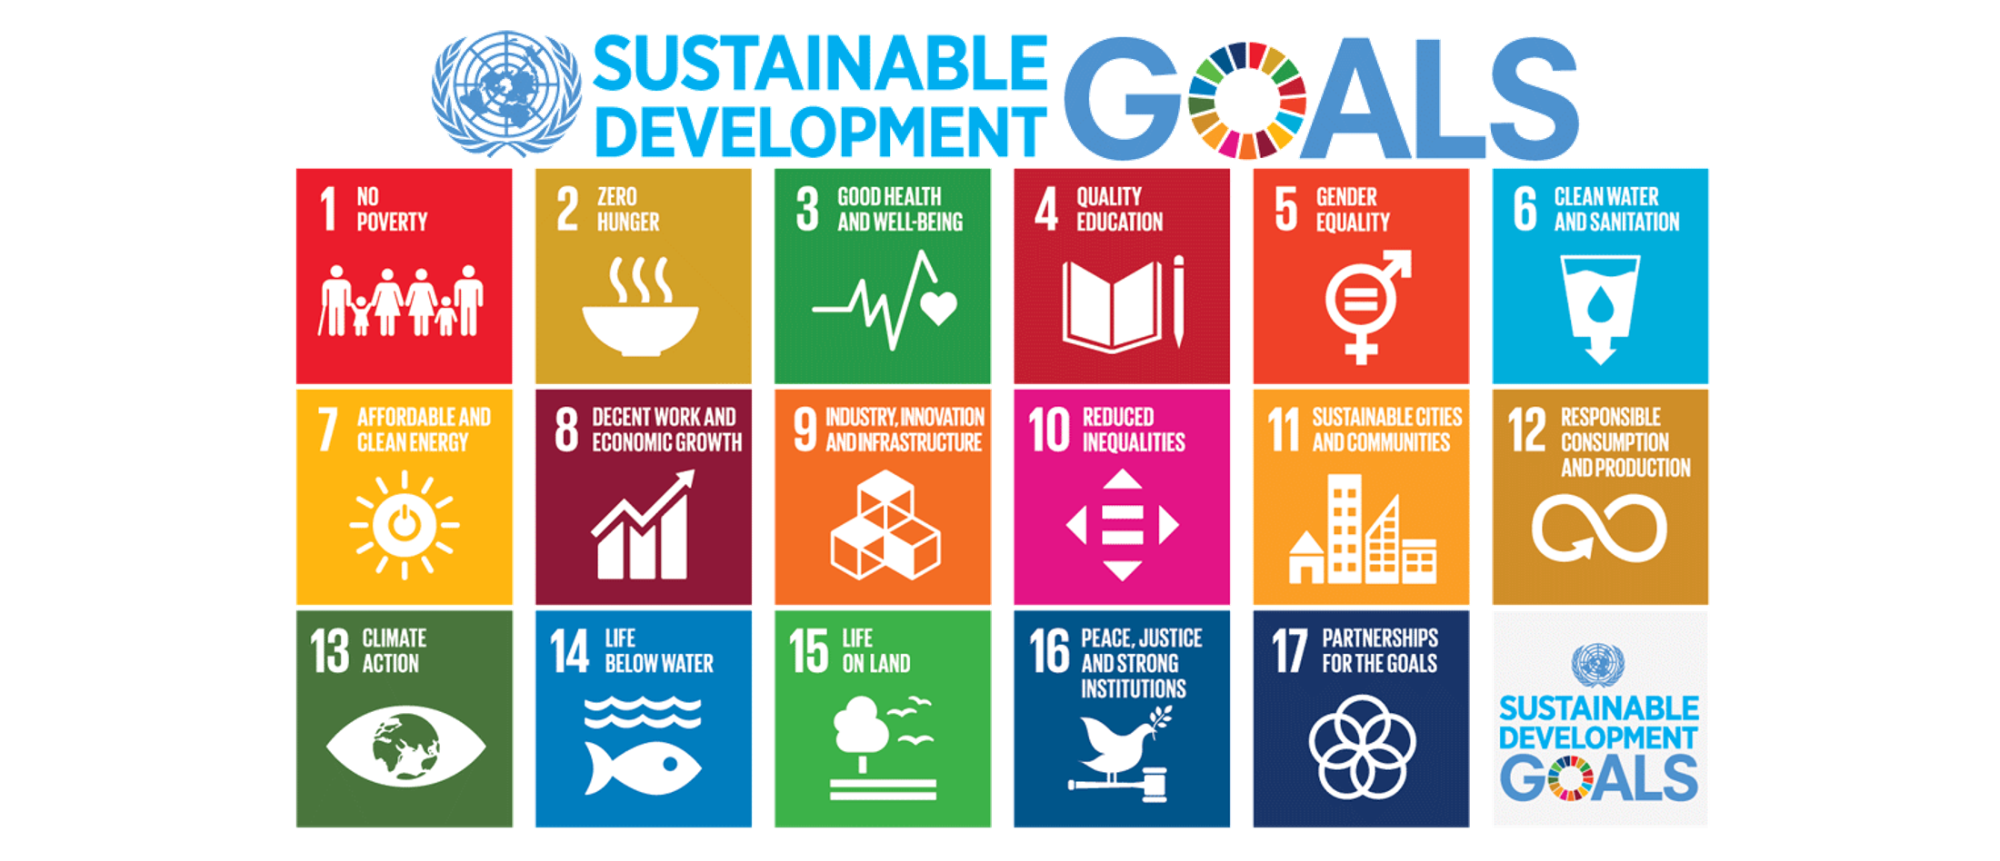 SUSTAINABLE
DEVELOPMENT
GOALS
1 NO
POVERTY
2 ZERO
HUNGER
3 GOOD HEALTH
AND WELL-BEING
4 QUALITY
EDUCATION
5 GENDER
EQUALITY
6 CLEAN WATER
AND SANITATION
7 AFFORDABLE AND
CLEAN ENERGY
8 DECENT WORK AND
ECONOMIC GROWTH
9 INDUSTRY, INNOVATION
AND INFRASTRUCTURE
10 REDUCED
INEQUALITIES
11 SUSTAINABLE CITIES
AND COMMUNITIES
12 RESPONSIBLE
CONSUMPTION
AND PRODUCTION
13 CLIMATE
ACTION
14 LIFE
BELOW WATER
15 LIFE
ON LAND
16 PEACE, JUSTICE
AND STRONG
INSTITUTIONS
17 PARTNERSHIPS
FOR THE GOALS
SUSTAINABLE
DEVELOPMENT
GOALS